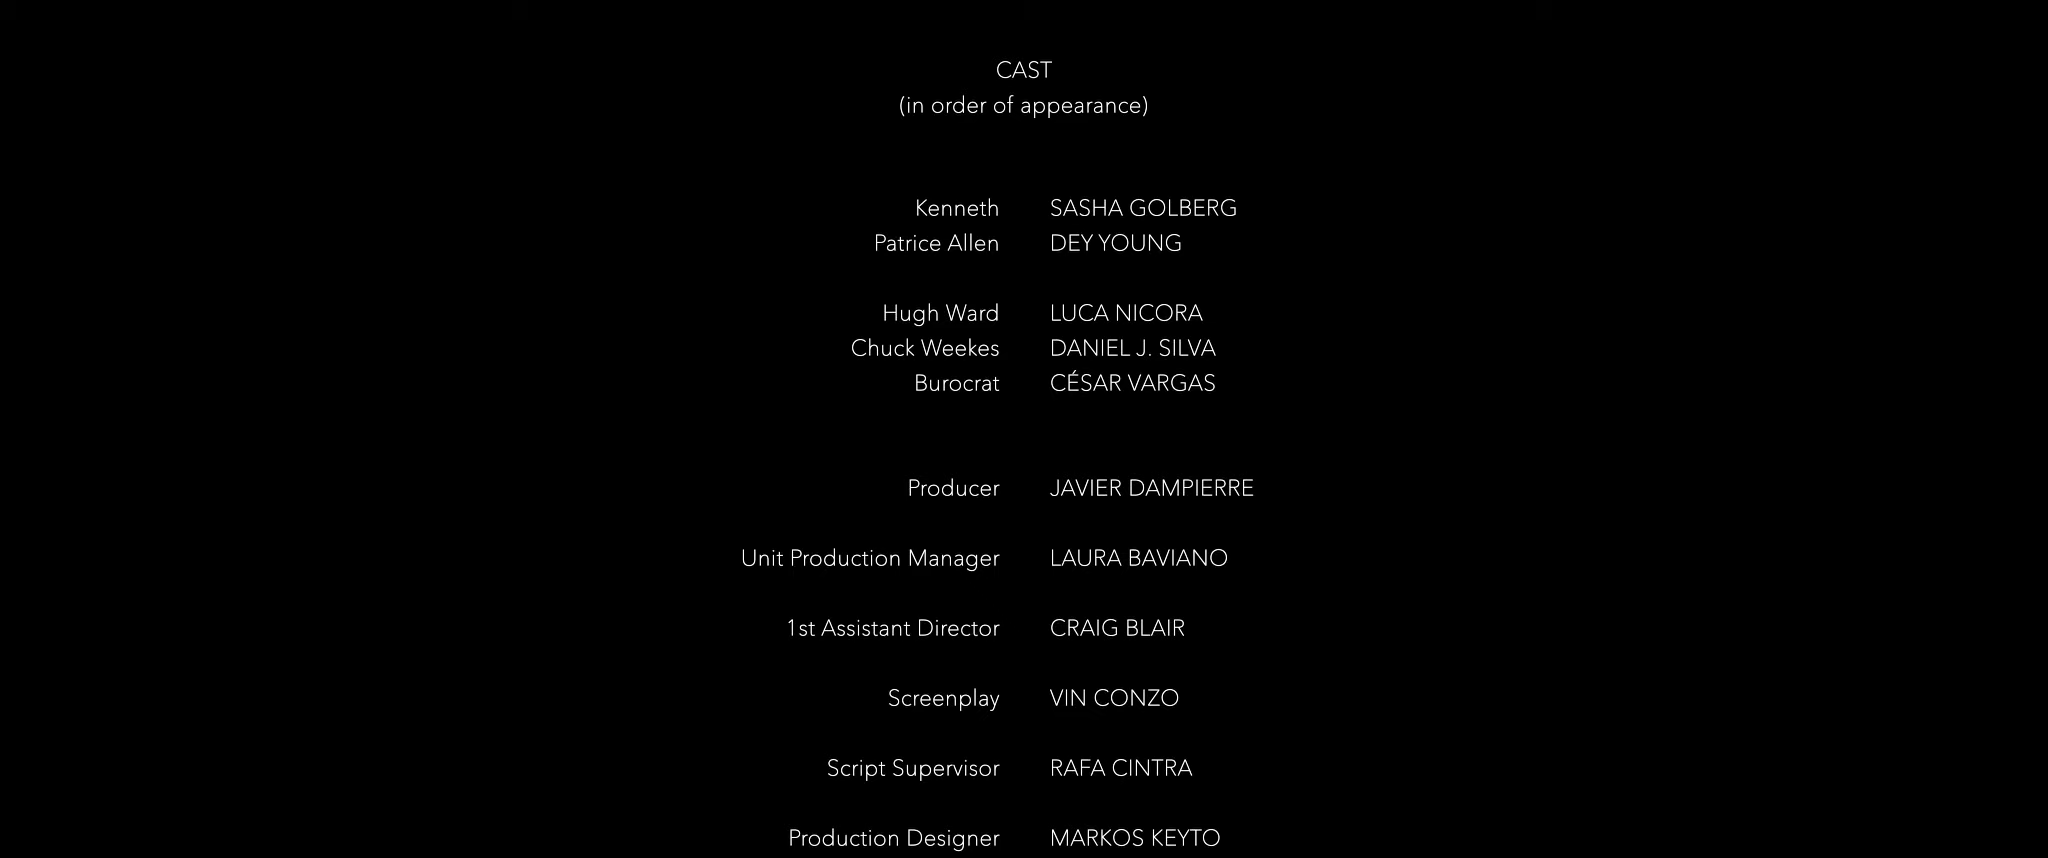 CAST
(in order of appearance)
Kenneth SASHA GOLBERG
Patrice Allen DEY YOUNG
Hugh Ward LUCA NICORA
Chuck Weekes DANIEL J. SILVA
Burocrat CÉSAR VARGAS
Producer JAVIER DAMPIERRE
Unit Production Manager LAURA BAVIANO
1st Assistant Director CRAIG BLAIR
Screenplay VIN CONZO
Script Supervisor RAFA CINTRA
Production Designer MARKOS KEYTO